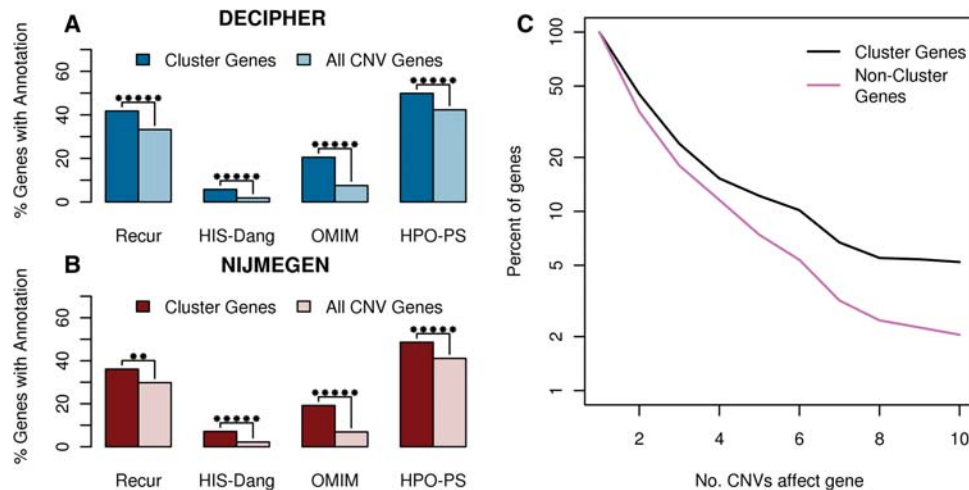 A
DECIPHER
Cluster Genes
All CNV Genes
% Genes with Annotation
60
40
20
0
*****
*****
*****
*****
Recur
HIS-Dang
OMIM
HPO-PS
B
NIJMEGEN
Cluster Genes
All CNV Genes
% Genes with Annotation
60
40
20
0
**
*****
*****
*****
Recur
HIS-Dang
OMIM
HPO-PS
C
Cluster Genes
Non-Cluster
Genes
Percent of genes
100
50
20
10
5
2
1
2
4
6
8
10
No. CNVs affect gene